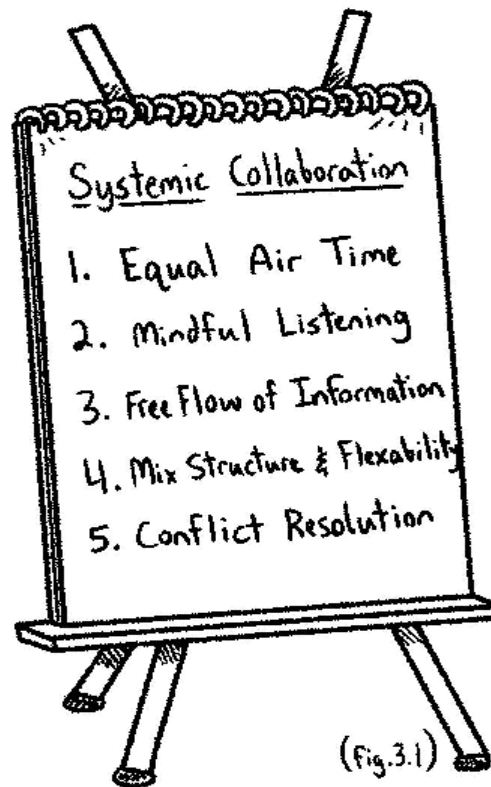 Systemic Collaboration
1. Equal Air Time
2. Mindful Listening
3. Free Flow of Information
4. Mix Structure & Flexability
5. Conflict Resolution
(Fig.3.1)